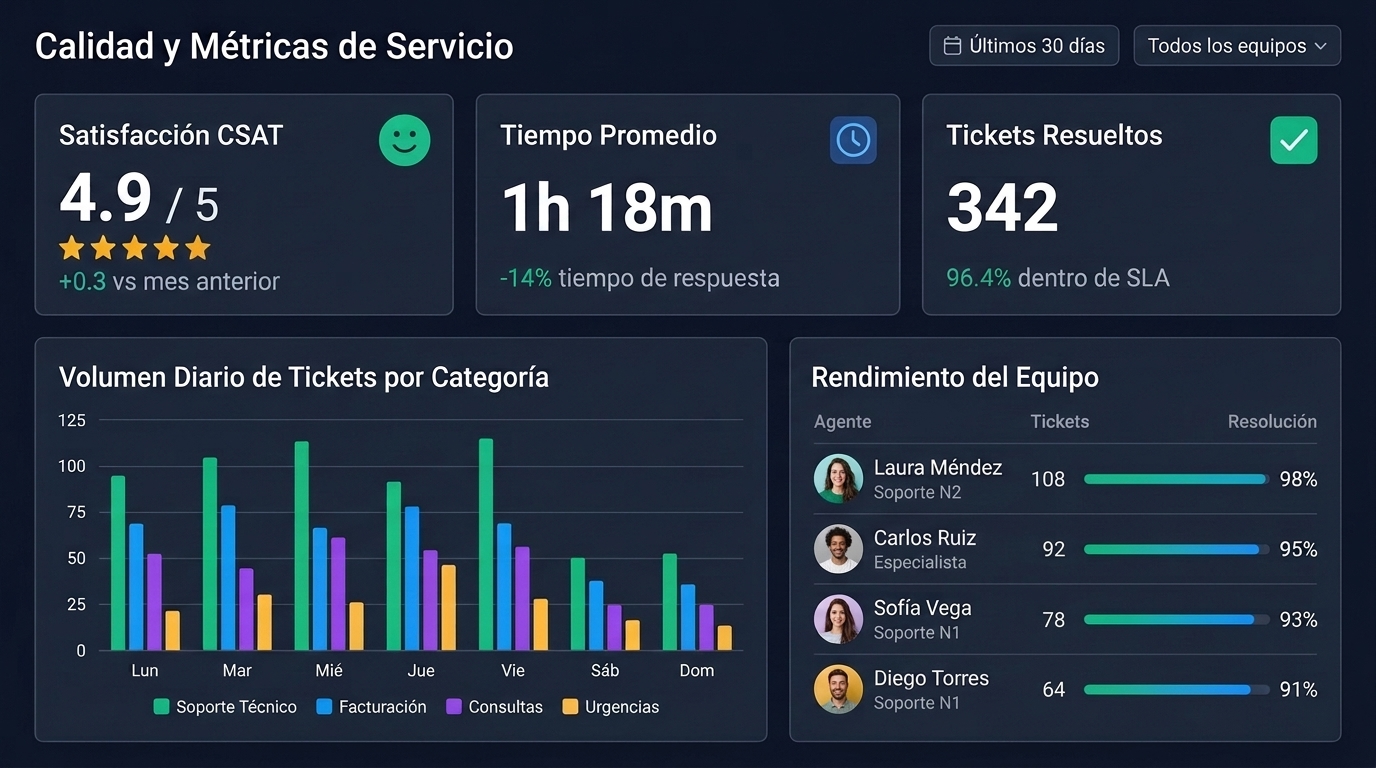 Calidad y Métricas de Servicio
Últimos 30 días
Todos los equipos
Satisfacción CSAT
4.9 / 5
+0.3 vs mes anterior
Tiempo Promedio
1h 18m
-14% tiempo de respuesta
Tickets Resueltos
342
96.4% dentro de SLA
Volumen Diario de Tickets por Categoría
125
100
75
50
25
0
Lun Mar Mié Jue Vie Sáb Dom
Soporte Técnico Facturación Consultas Urgencias
Rendimiento del Equipo
Agente Tickets Resolución
Laura Méndez 108 98%
Soporte N2
Carlos Ruiz 92 95%
Especialista
Sofía Vega 78 93%
Soporte N1
Diego Torres 64 91%
Soporte N1